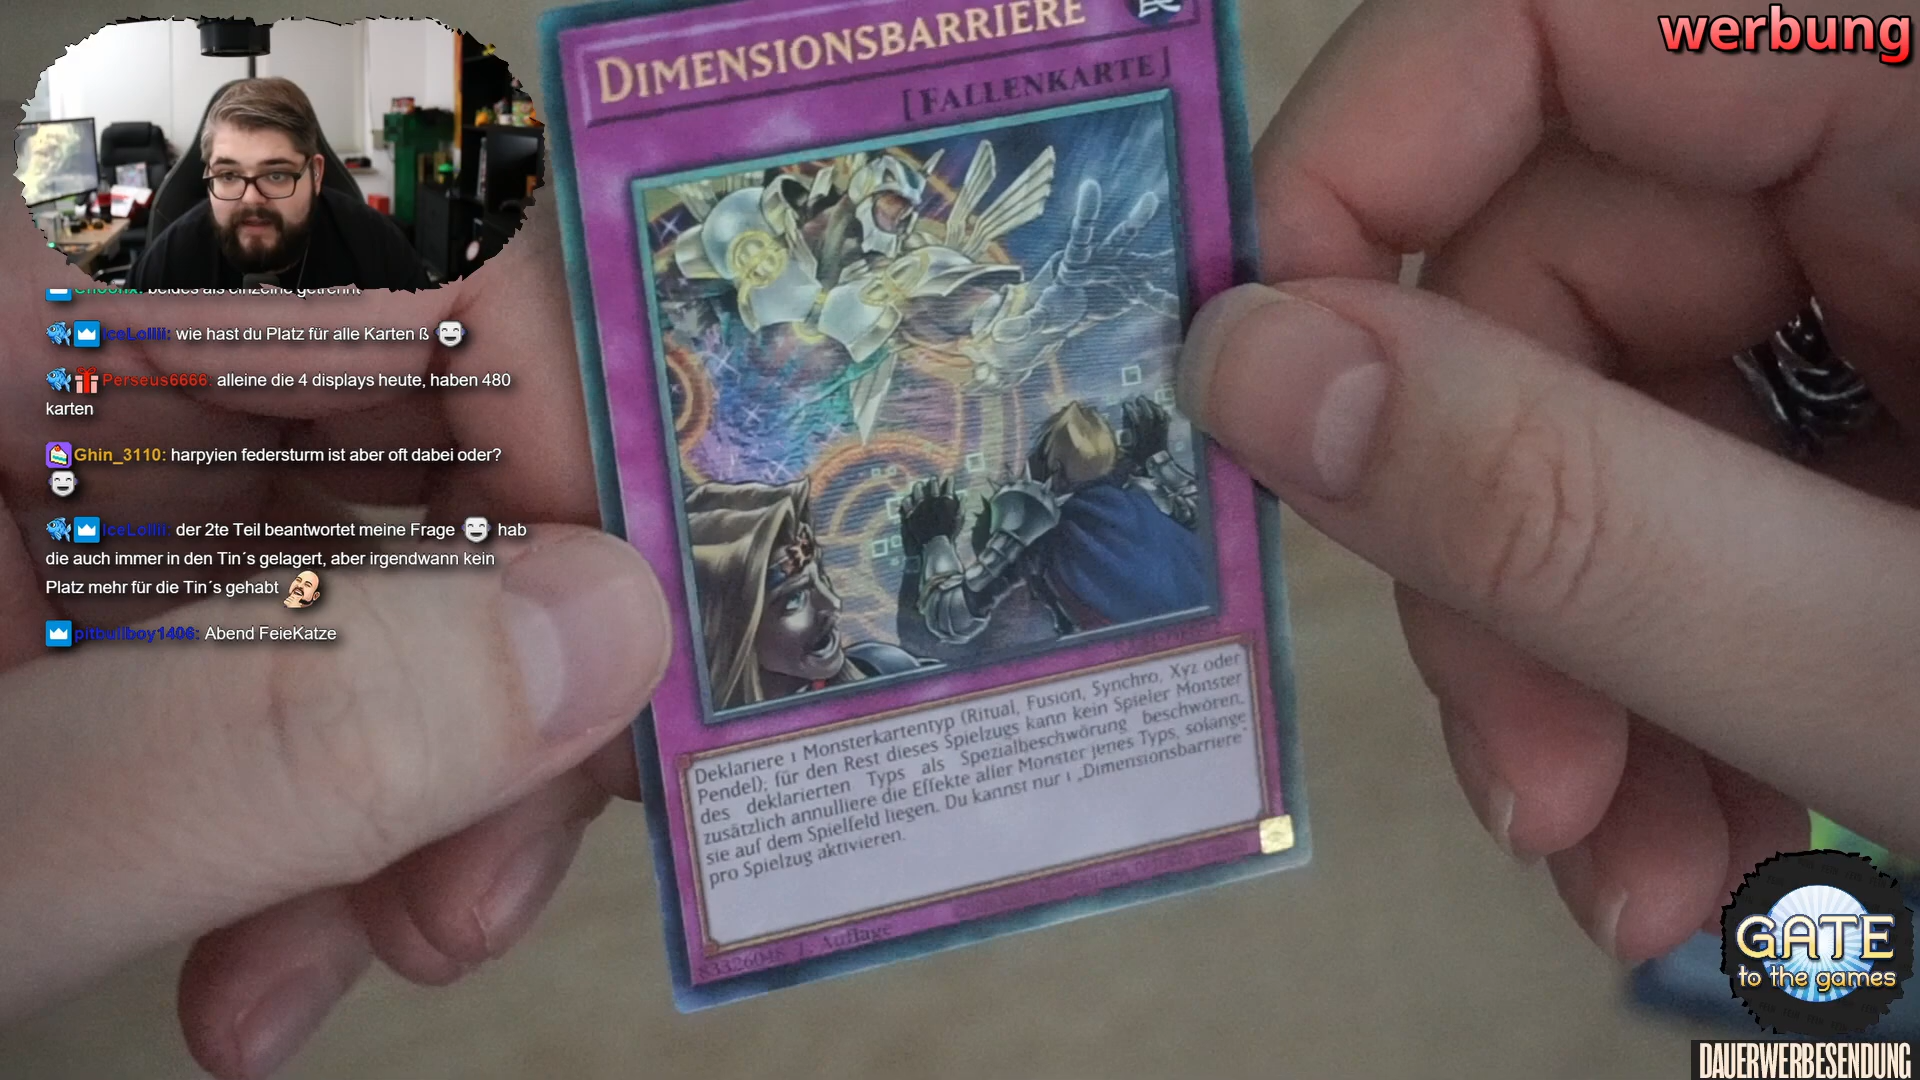 werbung
DIMENSIONSBARRIERE
[FALLENKARTE]
beides als einzelne getrennt
IceLollii: wie hast du Platz für alle Karten ß
Perseus6666: alleine die 4 displays heute, haben 480
karten
Ghin_3110: harpyien federsturm ist aber oft dabei oder?
IceLollii: der 2te Teil beantwortet meine Frage hab
die auch immer in den Tin´s gelagert, aber irgendwann kein
Platz mehr für die Tin´s gehabt
pitbullboy1406: Abend FeieKatze
Deklariere 1 Monsterkartentyp (Ritual, Fusion, Synchro, Xyz oder
Pendel); für den Rest dieses Spielzugs kann kein Spieler Monster
des deklarierten Typs als Spezialbeschwörung beschwören,
zusätzlich annulliere die Effekte aller Monster jenes Typs, solange
sie auf dem Spielfeld liegen. Du kannst nur 1 „Dimensionsbarriere“
pro Spielzug aktivieren.
83326048 1. Auflage
GATE
to the games
DAUERWERBESENDUNG